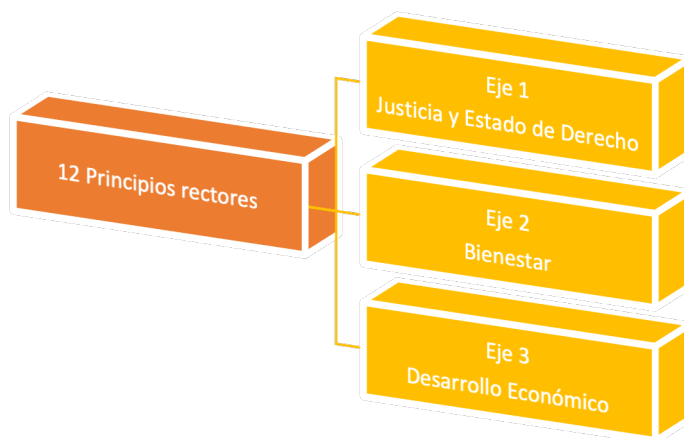 12 Principios rectores
Eje 1
Justicia y Estado de Derecho
Eje 2
Bienestar
Eje 3
Desarrollo Económico